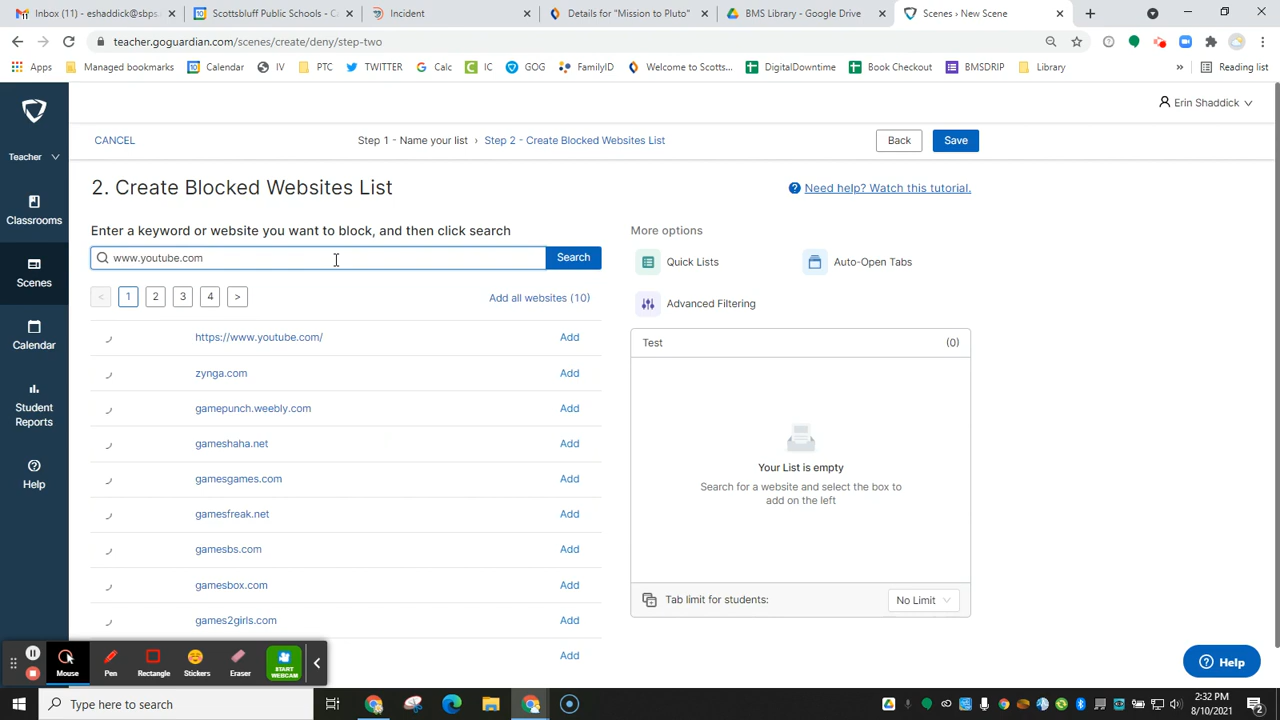 Inbox (11) - eshaddick@sbps
Scottsbluff Public Schools - Ca
Incident
Details for "Mission to Pluto"
BMS Library - Google Drive
Scenes › New Scene
teacher.goguardian.com/scenes/create/deny/step-two
Apps
Managed bookmarks
Calendar
IV
PTC
TWITTER
Calc
IC
GOG
FamilyID
Welcome to Scotts...
DigitalDowntime
Book Checkout
BMSDRIP
Library
»
Reading list
Erin Shaddick
Teacher
Classrooms
Scenes
Calendar
Student
Reports
Help
CANCEL
Step 1 - Name your list › Step 2 - Create Blocked Websites List
Back
Save
2. Create Blocked Websites List
Need help? Watch this tutorial.
Enter a keyword or website you want to block, and then click search
www.youtube.com
Search
< 1 2 3 4 >
Add all websites (10)
https://www.youtube.com/ Add
zynga.com Add
gamepunch.weebly.com Add
gameshaha.net Add
gamesgames.com Add
gamesfreak.net Add
gamesbs.com Add
gamesbox.com Add
games2girls.com Add
Add
More options
Quick Lists
Auto-Open Tabs
Advanced Filtering
Test (0)
Your List is empty
Search for a website and select the box to
add on the left
Tab limit for students: No Limit
Mouse
Pen
Rectangle
Stickers
Eraser
START
WEBCAM
Help
Type here to search
2:32 PM
8/10/2021
2